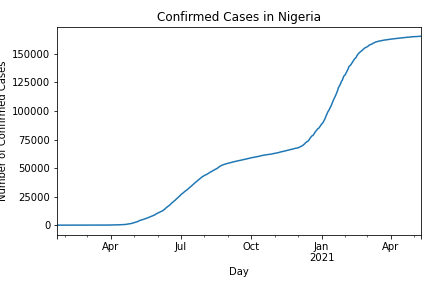 Confirmed Cases in Nigeria
Number of Confirmed Cases
150000
125000
100000
75000
50000
25000
0
Apr
Jul
Oct
Jan
2021
Apr
Day